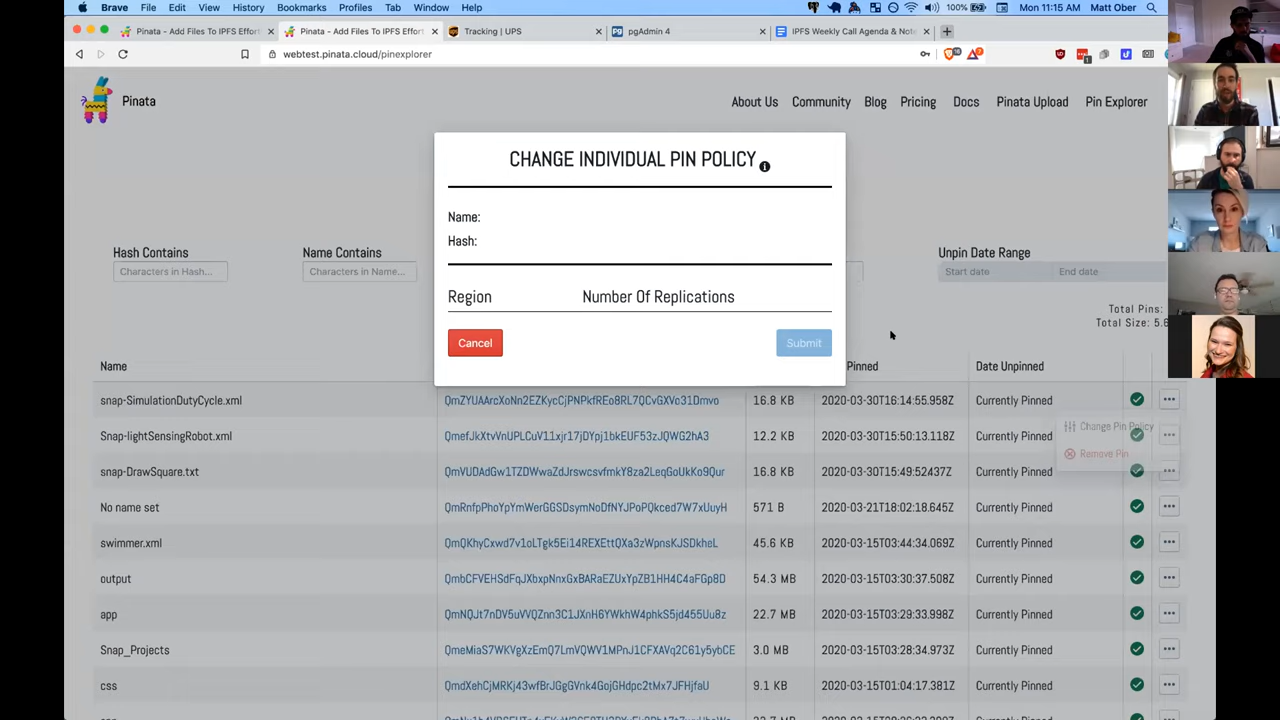 Brave File Edit View History Bookmarks Profiles Tab Window Help 100% Mon 11:15 AM Matt Ober
Pinata - Add Files To IPFS Effort × Pinata - Add Files To IPFS Effort × Tracking | UPS × pgAdmin 4 × IPFS Weekly Call Agenda & Note ×
webtest.pinata.cloud/pinexplorer
Pinata About Us Community Blog Pricing Docs Pinata Upload Pin Explorer
CHANGE INDIVIDUAL PIN POLICY
Name:
Hash:
Hash Contains Name Contains Unpin Date Range
Characters in Hash... Characters in Name... Start date End date
Region Number Of Replications
Total Pins:
Total Size: 5.6
Cancel Submit
Name Pinned Date Unpinned
snap-SimulationDutyCycle.xml QmZYUAArcXoNn2EZKycCjPNPkfREo8RL7QCvGXVc31Dmvo 16.8 KB 2020-03-30T16:14:55.958Z Currently Pinned
Change Pin Policy
Snap-lightSensingRobot.xml QmefJkXtvVnUPLCuV11xjr17jDYpj1bkEUF53zJQWG2hA3 12.2 KB 2020-03-30T15:50:13.118Z Currently Pinned
Remove Pin
snap-DrawSquare.txt QmVUDAdGw1TZDWwaZdJrswcsvfmkY8za2LeqGoUkKo9Qur 16.8 KB 2020-03-30T15:49:52.437Z Currently Pinned
No name set QmRnfpPhoYpYmWerGGSDsymNoDfNYJPoPQkced7W7xUuyH 571 B 2020-03-21T18:02:18.645Z Currently Pinned
swimmer.xml QmQKhyCxwd7v1oLTgk5Ei14REXEttQXa3zWpnsKJSDkheL 45.6 KB 2020-03-15T03:44:34.069Z Currently Pinned
output QmbCFVEHSdFqJXbxpNnxGxBARaEZUxYpZB1HH4C4aFGp8D 54.3 MB 2020-03-15T03:30:37.508Z Currently Pinned
app QmNQJt7nDV5uVVQZnn3C1JXnH6YWkhW4phkS5jd455Uu8z 22.7 MB 2020-03-15T03:29:33.998Z Currently Pinned
Snap_Projects QmeMiaS7WKVgXzEmQ7LmVQWV1MPnJ1CFXAVq2C61y5ybCE 3.0 MB 2020-03-15T03:28:34.973Z Currently Pinned
css QmdXehCjMRKj43wfBrJGgGVnk4GojGHdpc2tMx7JFHjfaU 9.1 KB 2020-03-15T01:04:17.381Z Currently Pinned